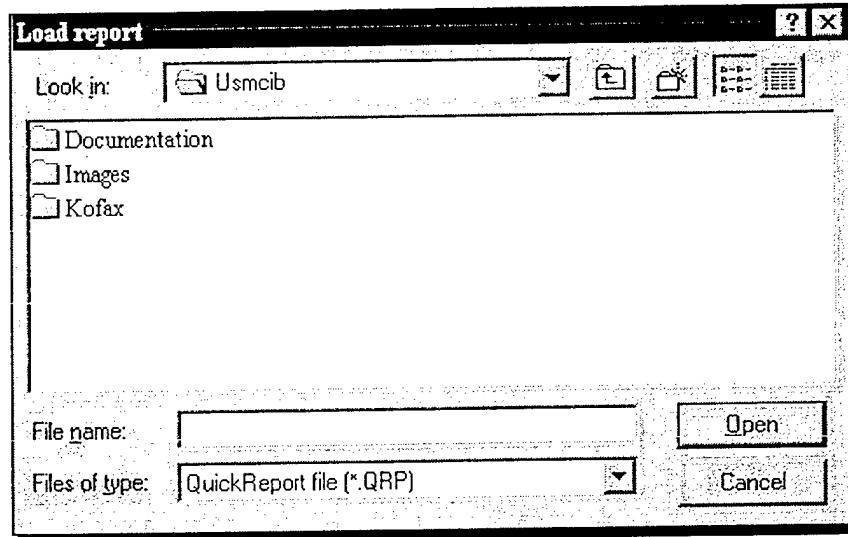 Load report
Look in: Usmcib
Documentation
Images
Kofax
File name:
Open
Files of type: QuickReport file (*.QRP)
Cancel